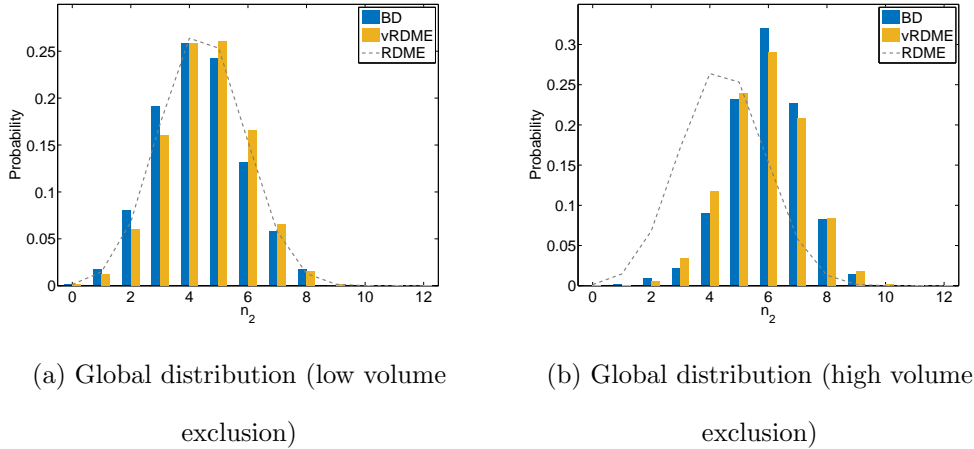 BD
vRDME
RDME
0.25
0.2
0.15
0.1
0.05
0
Probability
0 2 4 6 8 10 12
n2
BD
vRDME
RDME
0.3
0.25
0.2
0.15
0.1
0.05
0
Probability
0 2 4 6 8 10 12
n2
(a) Global distribution (low volume
exclusion)
(b) Global distribution (high volume
exclusion)